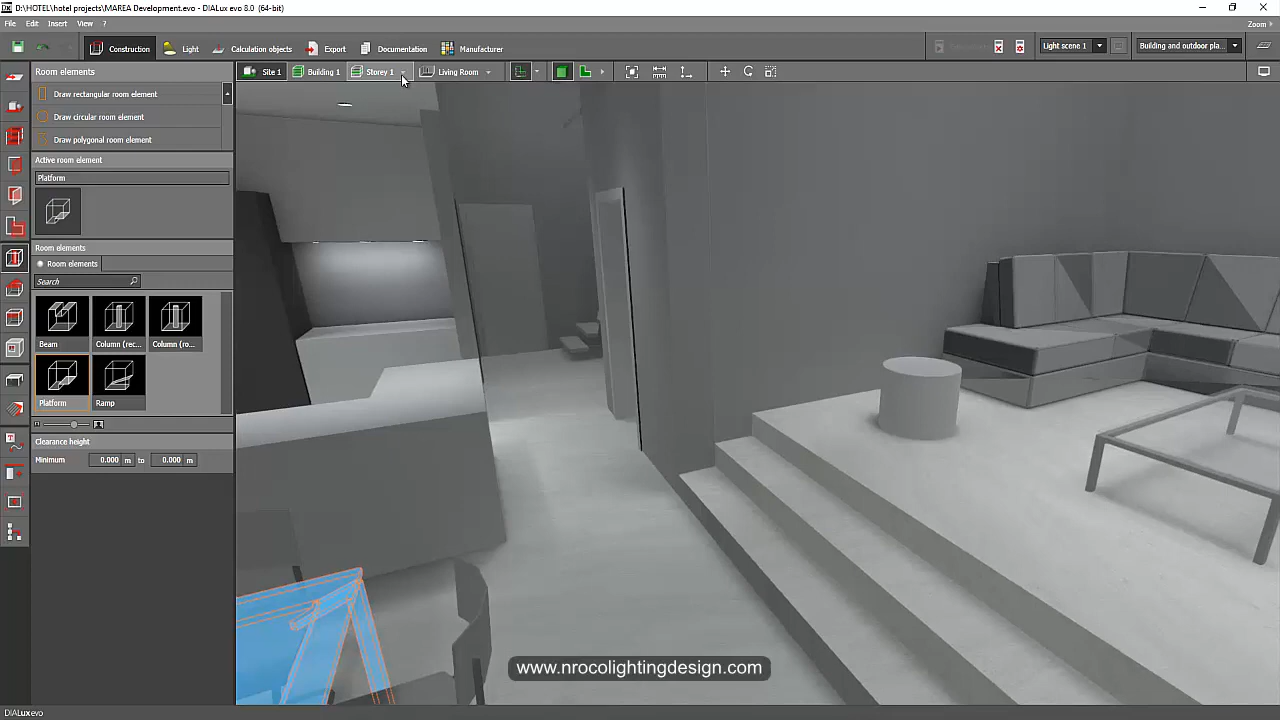 D:\HOTEL\hotel projects\MAREA Development.evo - DIALux evo 8.0 (64-bit)
File Edit Insert View ? Zoom
Construction Light Calculation objects Export Documentation Manufacturer Light scene 1 Building and outdoor pla...
Room elements Site 1 Building 1 Storey 1 Living Room
Draw rectangular room element
Draw circular room element
Draw polygonal room element
Active room element
Platform
Room elements
Room elements
Search
Beam Column (rec... Column (ro...
Platform Ramp
Clearance height
Minimum 0.000 m to 0.000 m
www.nrocolightingdesign.com
DIALux evo